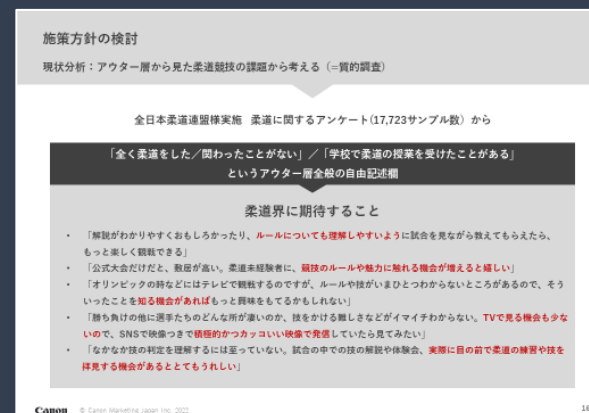 施策方針の検討
現状分析：アウター層から見た柔道競技の課題から考える（=質的調査）
全日本柔道連盟様実施 柔道に関するアンケート(17,723サンプル数）から
「全く柔道をした／関わったことがない」／「学校で柔道の授業を受けたことがある」
というアウター層全般の自由記述欄
柔道界に期待すること
• 「解説がわかりやすくおもしろかったり、ルールについても理解しやすいように試合を見ながら教えてもらえたら、
もっと楽しく観戦できる」
• 「公式大会だけだと、敷居が高い。柔道未経験者に、競技のルールや魅力に触れる機会が増えると嬉しい」
• 「オリンピックの時などにはテレビで観戦するのですが、ルールや技がいまひとつわからないところがあるので、そう
いったことを知る機会があればもっと興味をもてるかもしれない」
• 「勝ち負けの他に選手たちのどんな所が凄いのか、技をかける難しさなどがイマイチわからない。TVで見る機会も少な
いので、SNSで映像つきで積極的かつカッコいい映像で発信していたら見てみたい」
• 「なかなか技の判定を理解するには至っていない。試合の中での技の解説や体験会、実際に目の前で柔道の練習や技を
拝見する機会があるととてもうれしい」
Canon © Canon Marketing Japan Inc. 2022